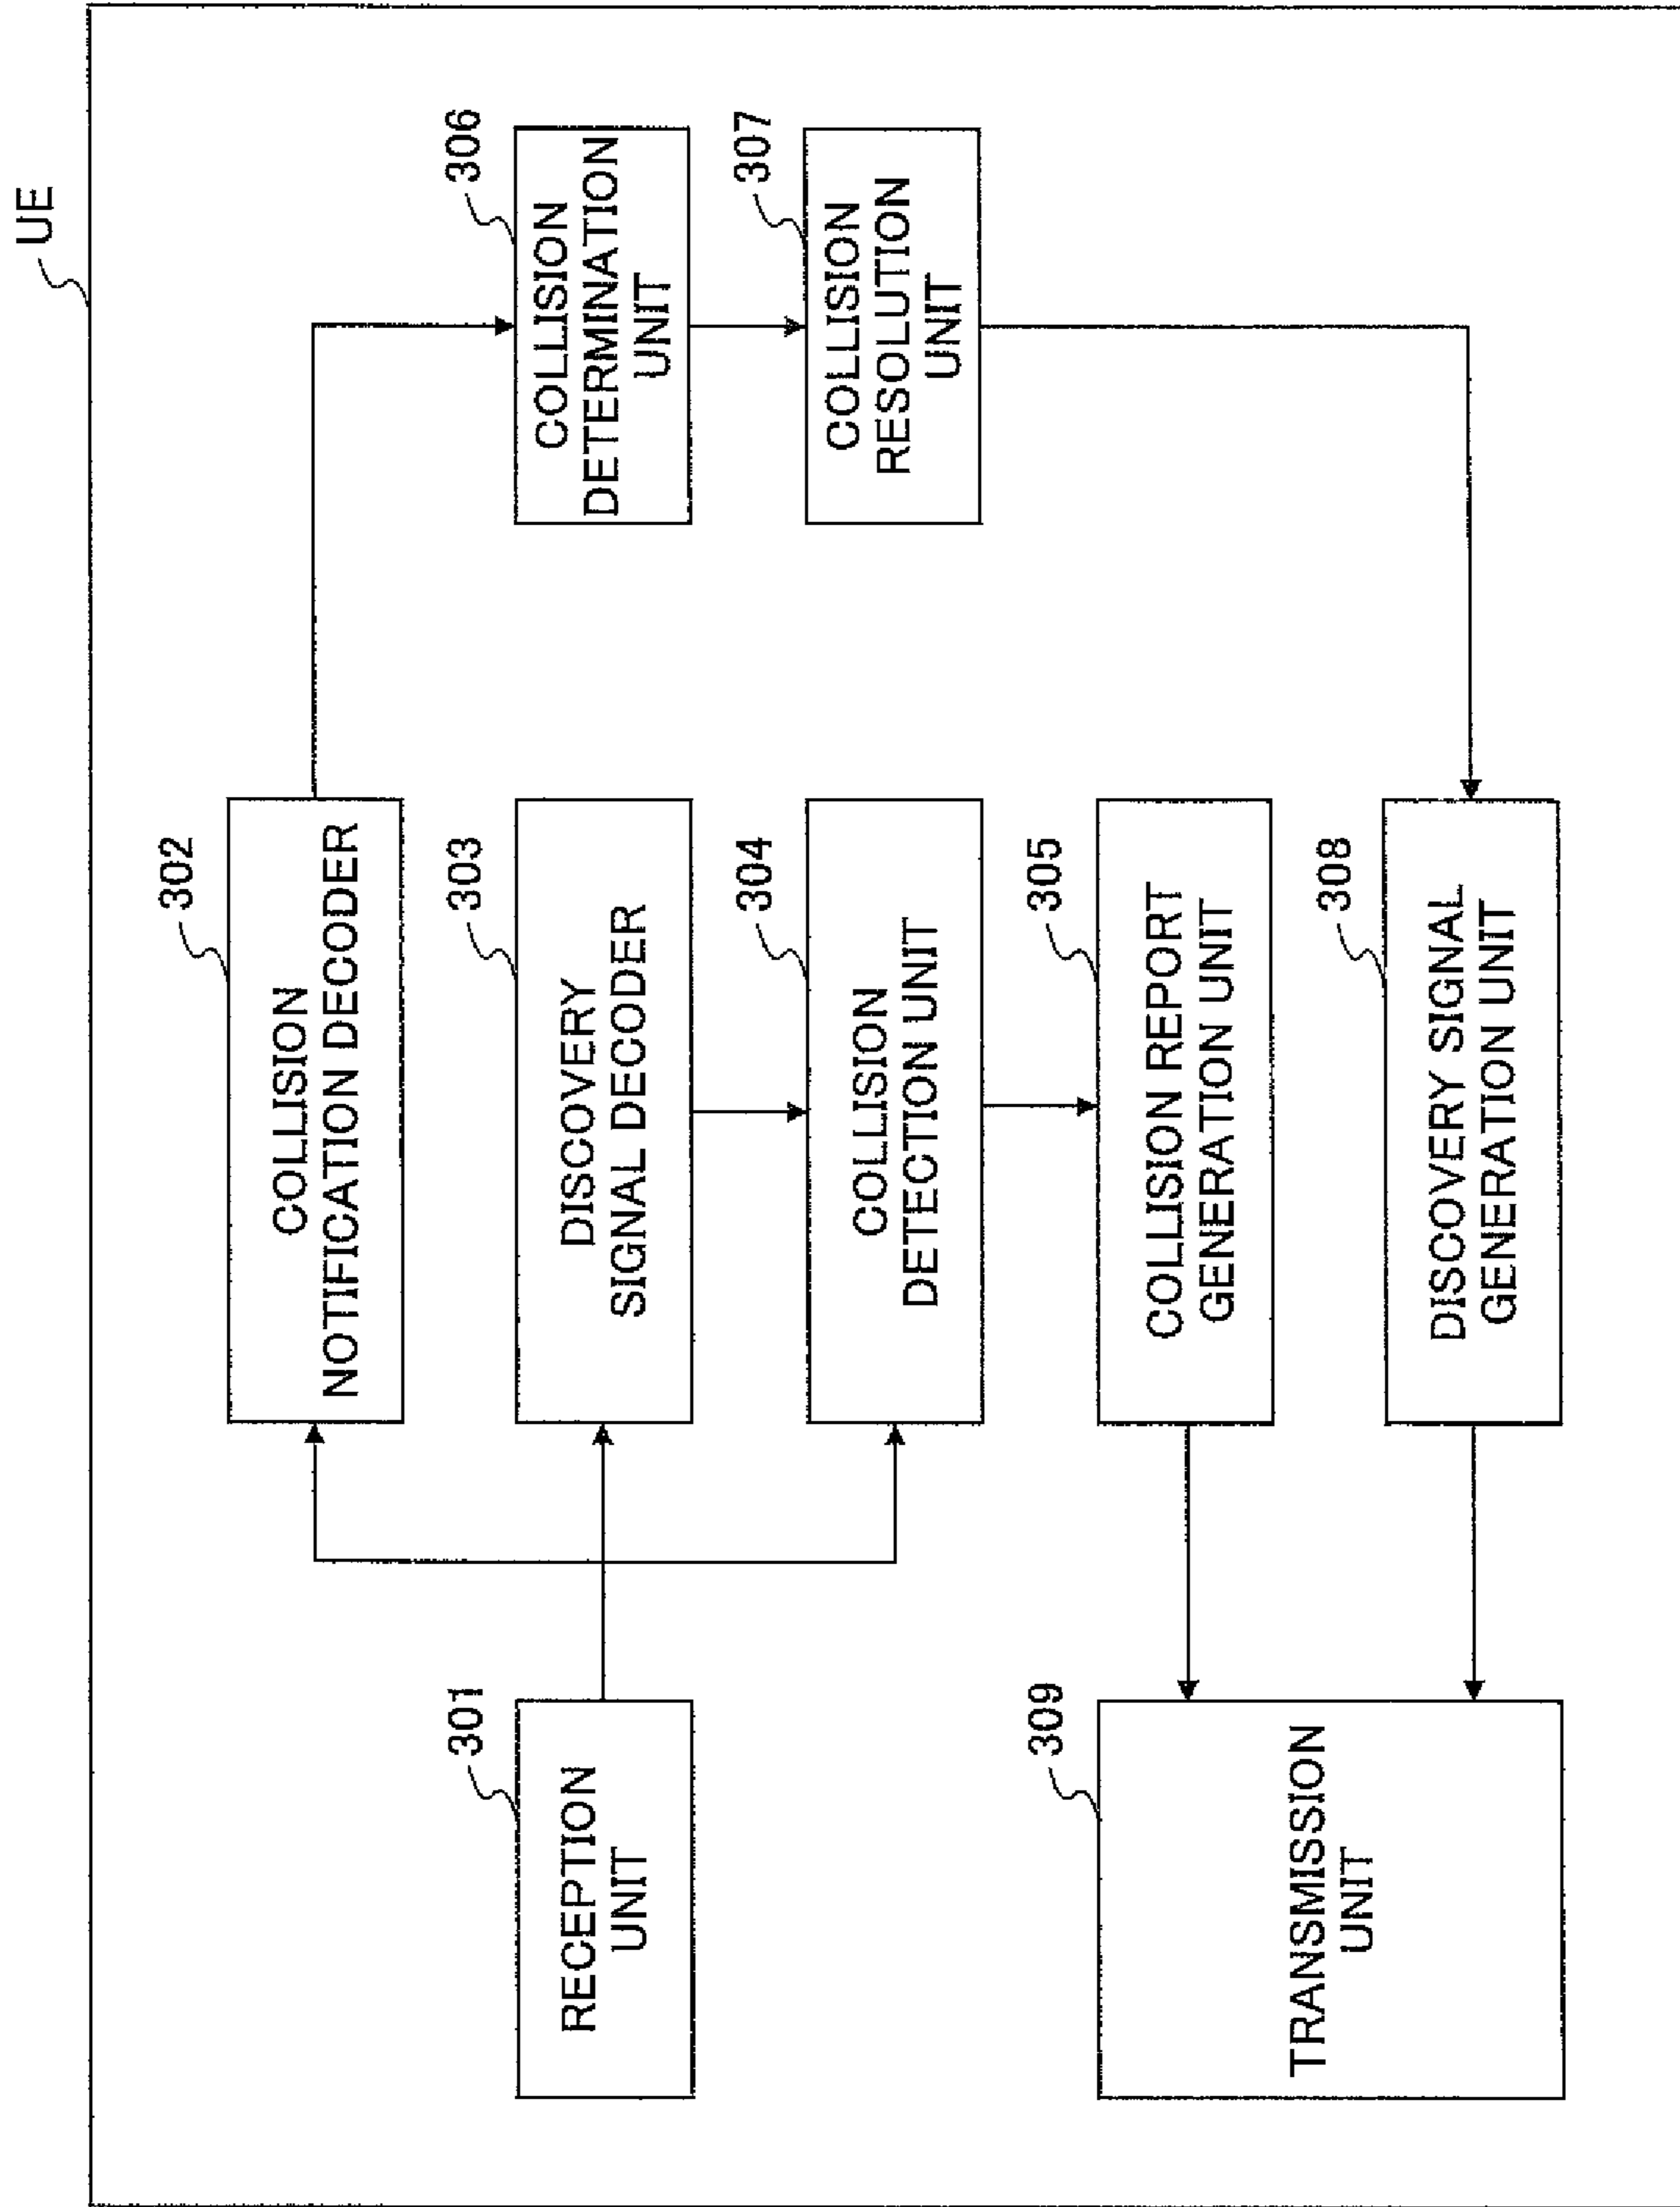 UE
301
RECEPTION
UNIT
302
COLLISION
NOTIFICATION DECODER
303
DISCOVERY
SIGNAL DECODER
304
COLLISION
DETECTION UNIT
305
COLLISION REPORT
GENERATION UNIT
306
COLLISION
DETERMINATION
UNIT
307
COLLISION
RESOLUTION
UNIT
308
DISCOVERY SIGNAL
GENERATION UNIT
309
TRANSMISSION
UNIT